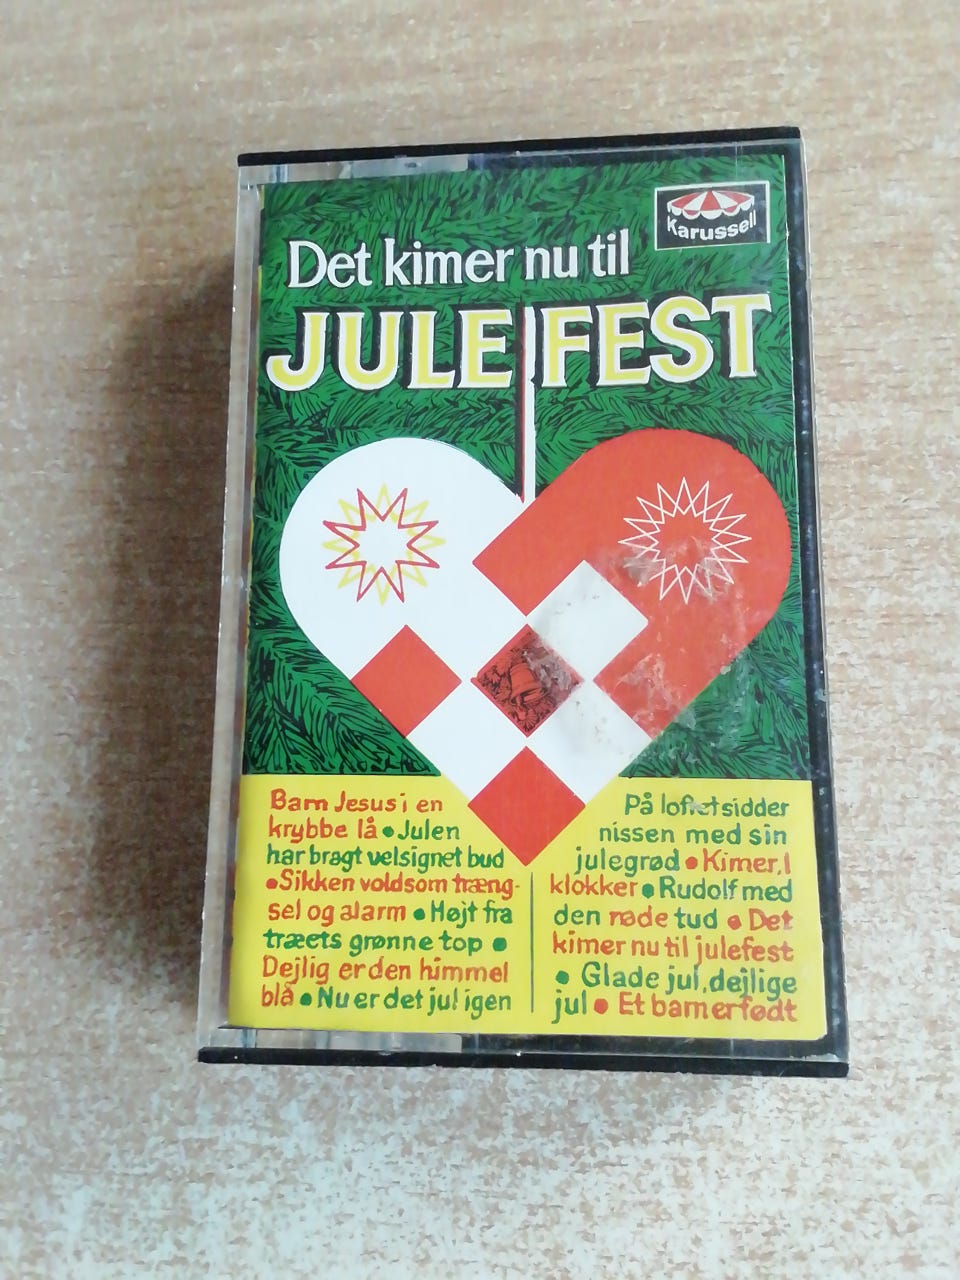 Karussell
Det kimer nu til
JULEFEST
Barn Jesus i en
krybbe lå • Julen
har bragt velsignet bud
• Sikken voldsom træng-
sel og alarm • Højt fra
træets grønne top •
Dejlig er den himmel
blå • Nu er det jul igen
På loftet sidder
nissen med sin
julegrød • Kimer, I
klokker • Rudolf med
den røde tud • Det
kimer nu til julefest
• Glade jul, dejlige
jul • Et barn er født